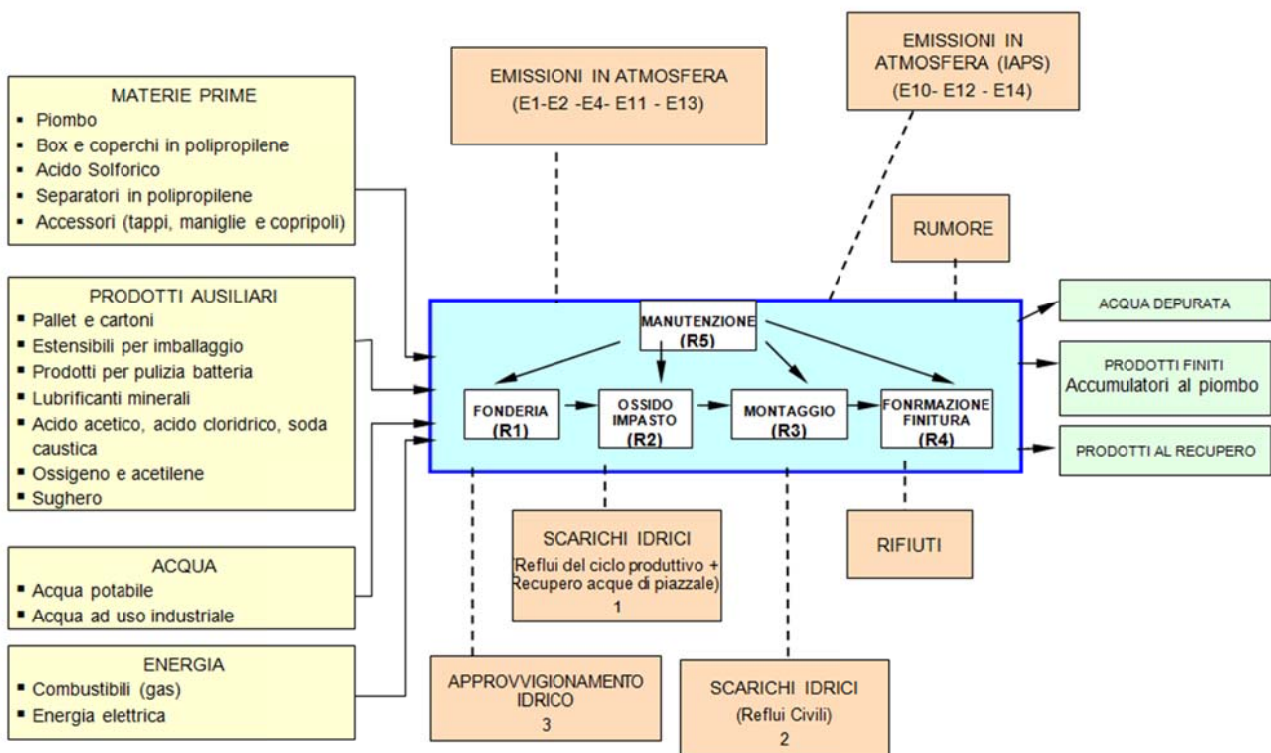 EMISSIONI IN ATMOSFERA
(E1-E2 -E4- E11 - E13)
EMISSIONI IN
ATMOSFERA (IAPS)
(E10- E12 - E14)
MATERIE PRIME
▪ Piombo
▪ Box e coperchi in polipropilene
▪ Acido Solforico
▪ Separatori in polipropilene
▪ Accessori (tappi, maniglie e copripoli)
RUMORE
PRODOTTI AUSILIARI
▪ Pallet e cartoni
▪ Estensibili per imballaggio
▪ Prodotti per pulizia batteria
▪ Lubrificanti minerali
▪ Acido acetico, acido cloridrico, soda
caustica
▪ Ossigeno e acetilene
▪ Sughero
MANUTENZIONE
(R5)
FONDERIA
(R1)
OSSIDO
IMPASTO
(R2)
MONTAGGIO
(R3)
FONRMAZIONE
FINITURA
(R4)
ACQUA DEPURATA
PRODOTTI FINITI
Accumulatori al piombo
PRODOTTI AL RECUPERO
ACQUA
▪ Acqua potabile
▪ Acqua ad uso industriale
SCARICHI IDRICI
(Reflui del ciclo produttivo +
Recupero acque di piazzale)
1
RIFIUTI
ENERGIA
▪ Combustibili (gas)
▪ Energia elettrica
APPROVVIGIONAMENTO
IDRICO
3
SCARICHI IDRICI
(Reflui Civili)
2